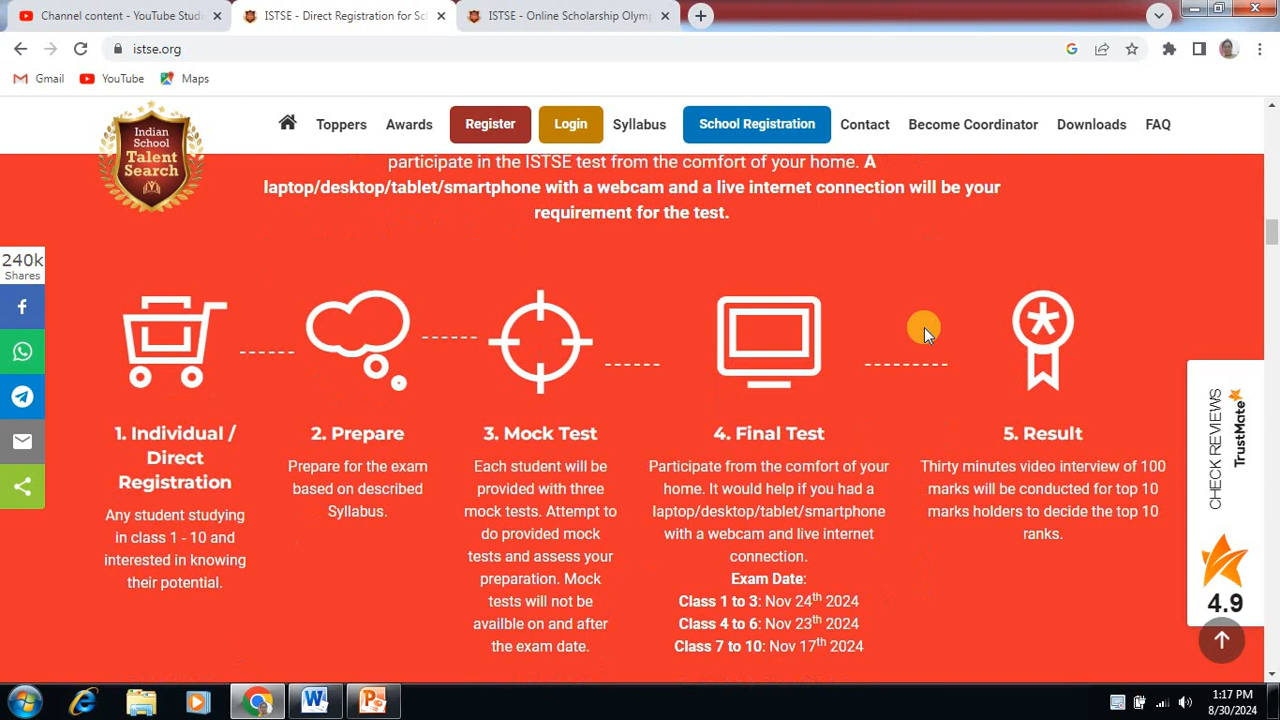 Channel content - YouTube Studi
ISTSE - Direct Registration for Sc
ISTSE - Online Scholarship Olymp
istse.org
Gmail
YouTube
Maps
Indian
School
Talent
Search
Toppers
Awards
Register
Login
Syllabus
School Registration
Contact
Become Coordinator
Downloads
FAQ
participate in the ISTSE test from the comfort of your home. A
laptop/desktop/tablet/smartphone with a webcam and a live internet connection will be your
requirement for the test.
240k
Shares
1. Individual /
Direct
Registration
Any student studying
in class 1 - 10 and
interested in knowing
their potential.
2. Prepare
Prepare for the exam
based on described
Syllabus.
3. Mock Test
Each student will be
provided with three
mock tests. Attempt to
do provided mock
tests and assess your
preparation. Mock
tests will not be
availble on and after
the exam date.
4. Final Test
Participate from the comfort of your
home. It would help if you had a
laptop/desktop/tablet/smartphone
with a webcam and live internet
connection.
Exam Date:
Class 1 to 3: Nov 24th 2024
Class 4 to 6: Nov 23th 2024
Class 7 to 10: Nov 17th 2024
5. Result
Thirty minutes video interview of 100
marks will be conducted for top 10
marks holders to decide the top 10
ranks.
CHECK REVIEWS
TrustMate
4.9
1:17 PM
8/30/2024